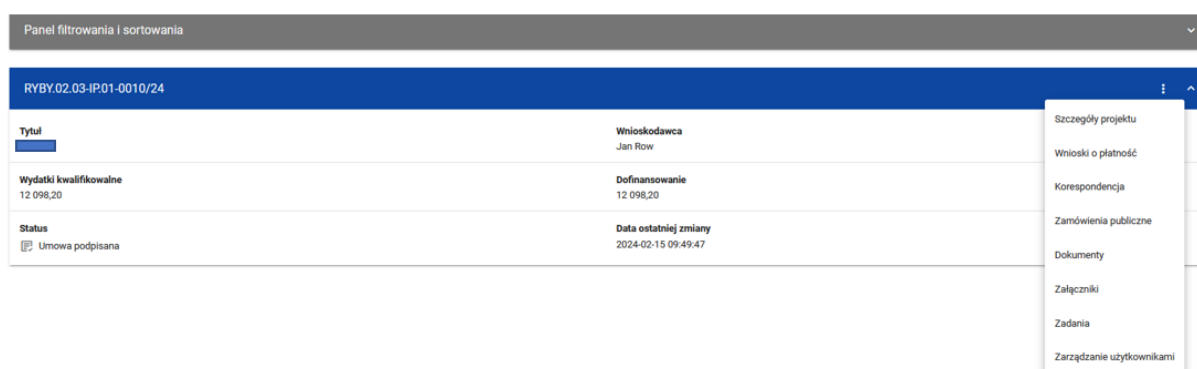 Panel filtrowania i sortowania
RYBY.02.03-IP.01-0010/24
Tytuł
Wnioskodawca
Jan Row
Wydatki kwalifikowalne
12 098,20
Dofinansowanie
12 098,20
Status
Umowa podpisana
Data ostatniej zmiany
2024-02-15 09:49:47
Szczegóły projektu
Wnioski o płatność
Korespondencja
Zamówienia publiczne
Dokumenty
Załączniki
Zadania
Zarządzanie użytkownikami